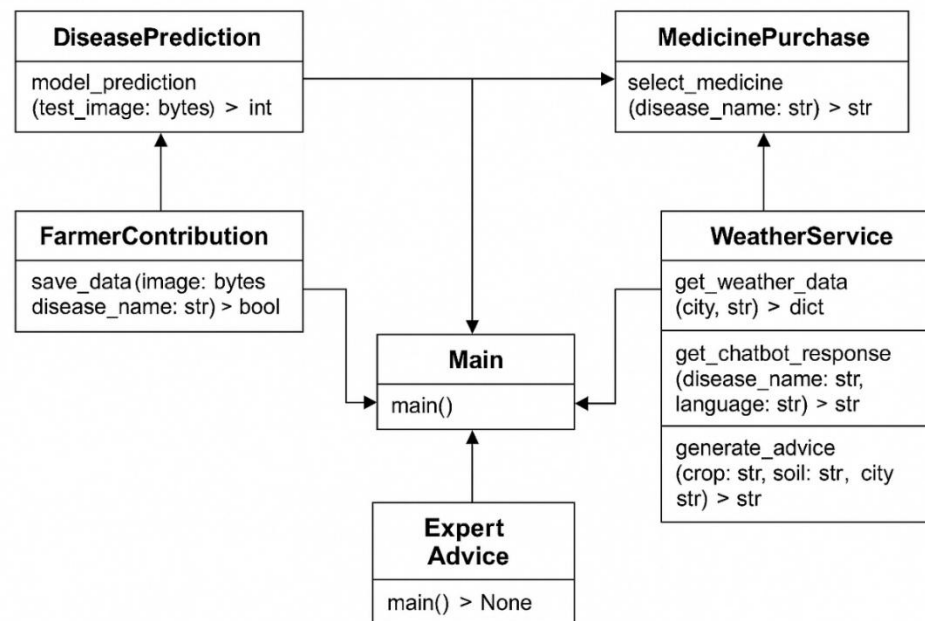 DiseasePrediction
model_prediction
(test_image: bytes) > int
MedicinePurchase
select_medicine
(disease_name: str) > str
FarmerContribution
save_data(image: bytes
disease_name: str) > bool
WeatherService
get_weather_data
(city, str) > dict
get_chatbot_response
(disease_name: str,
language: str) > str
generate_advice
(crop: str, soil: str, city
str) > str
Main
main()
Expert
Advice
main() > None